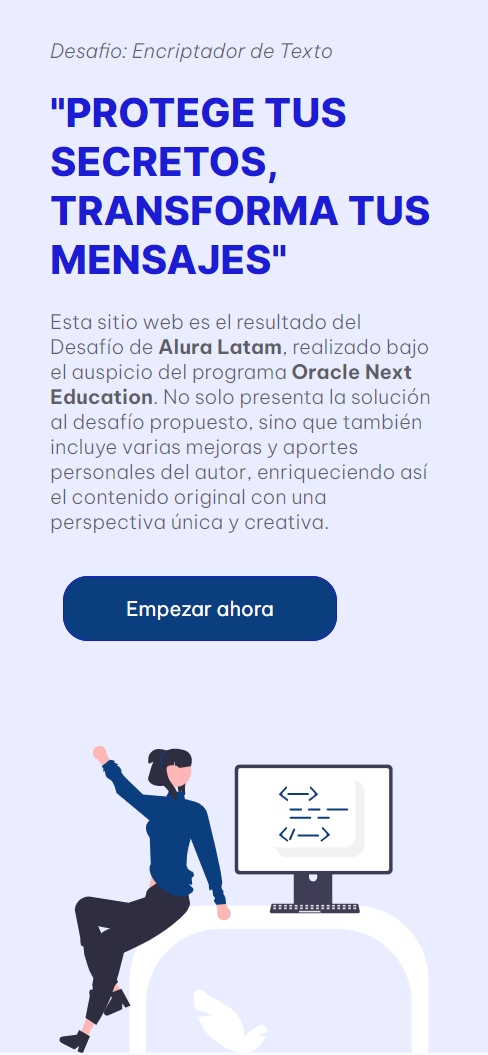 Desafio: Encriptador de Texto
"PROTEGE TUS
SECRETOS,
TRANSFORMA TUS
MENSAJES"
Esta sitio web es el resultado del
Desafío de Alura Latam, realizado bajo
el auspicio del programa Oracle Next
Education. No solo presenta la solución
al desafío propuesto, sino que también
incluye varias mejoras y aportes
personales del autor, enriqueciendo así
el contenido original con una
perspectiva única y creativa.
Empezar ahora